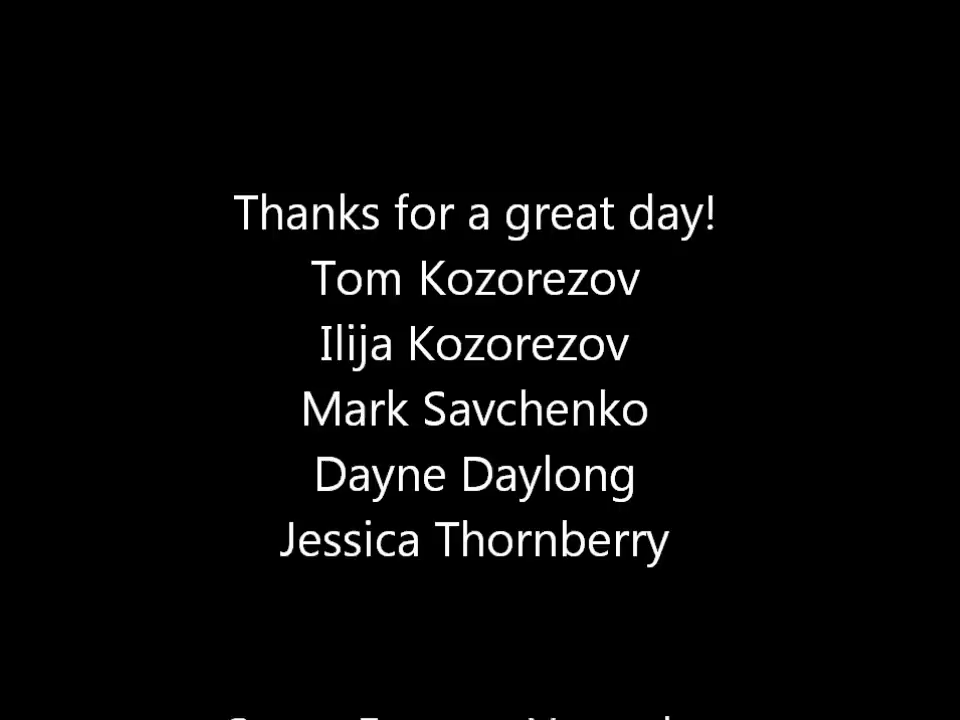 Thanks for a great day!
Tom Kozorezov
Ilija Kozorezov
Mark Savchenko
Dayne Daylong
Jessica Thornberry